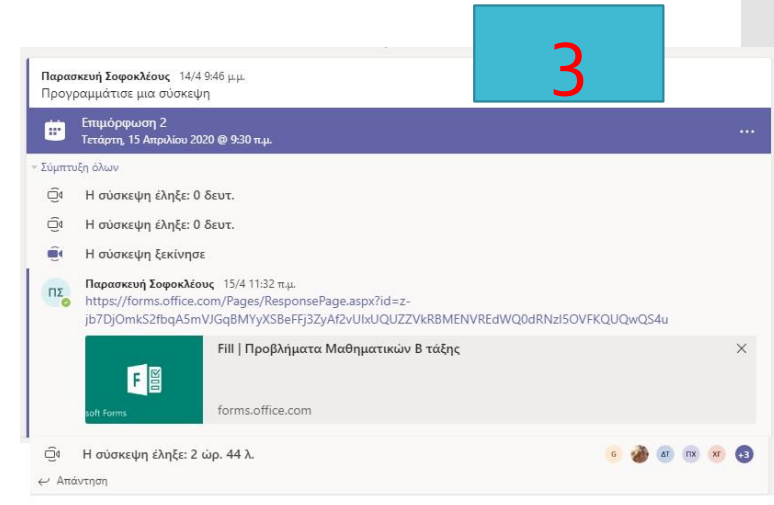 3
Παρασκευή Σοφοκλέους 14/4 9:46 μ.μ.
Προγραμμάτισε μια σύσκεψη
Επιμόρφωση 2
Τετάρτη, 15 Απριλίου 2020 @ 9:30 π.μ.
...
Σύμπτυξη όλων
Η σύσκεψη έληξε: 0 δευτ.
Η σύσκεψη έληξε: 0 δευτ.
Η σύσκεψη ξεκίνησε
ΠΣ
Παρασκευή Σοφοκλέους 15/4 11:32 π.μ.
https://forms.office.com/Pages/ResponsePage.aspx?id=z-
jb7DjOmkS2fbqA5mVJGqBMYyXSBeFFj3ZyAf2vUIxUQUZZVkRBMENVREdWQ0dRNzI5OVFKQUQwQS4u
Fill | Προβλήματα Μαθηματικών Β τάξης
F
soft Forms
forms.office.com
Η σύσκεψη έληξε: 2 ώρ. 44 λ.
G ΔΤ ΠΧ ΧΓ +3
Απάντηση